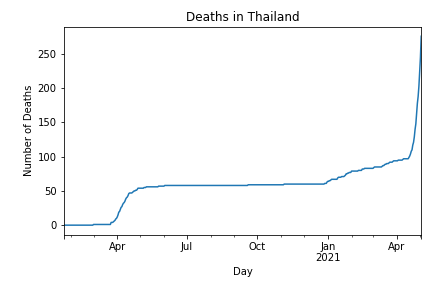 Deaths in Thailand
Number of Deaths
250
200
150
100
50
0
Apr Jul Oct Jan Apr
2021
Day